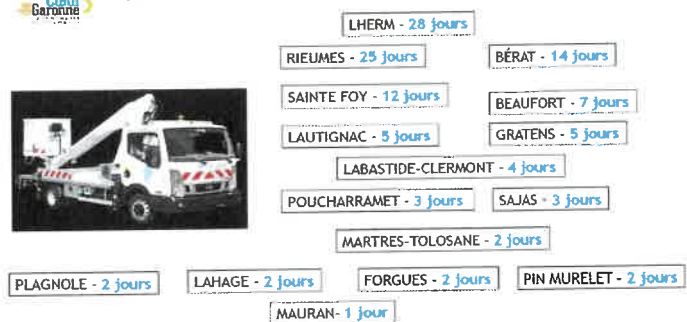 Cœur
Garonne
LHERM - 28 jours
RIEUMES - 25 jours
BÉRAT - 14 jours
SAINTE FOY - 12 jours
BEAUFORT - 7 jours
LAUTIGNAC - 5 jours
GRATENS - 5 jours
LABASTIDE-CLERMONT - 4 jours
POUCHARRAMET - 3 jours
SAJAS - 3 jours
MARTRES-TOLOSANE - 2 jours
PLAGNOLE - 2 jours
LAHAGE - 2 jours
FORGUES - 2 jours
PIN MURELET - 2 jours
MAURAN- 1 jour